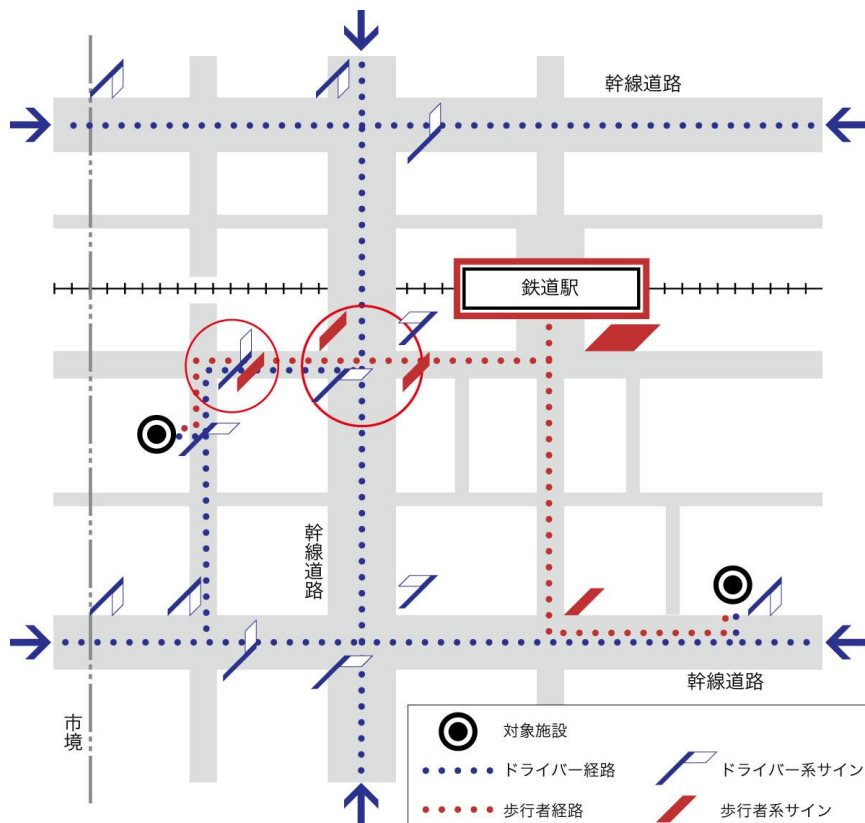 幹線道路
鉄道駅
幹線道路
幹線道路
市境
対象施設
ドライバー経路
ドライバー系サイン
歩行者経路
歩行者系サイン